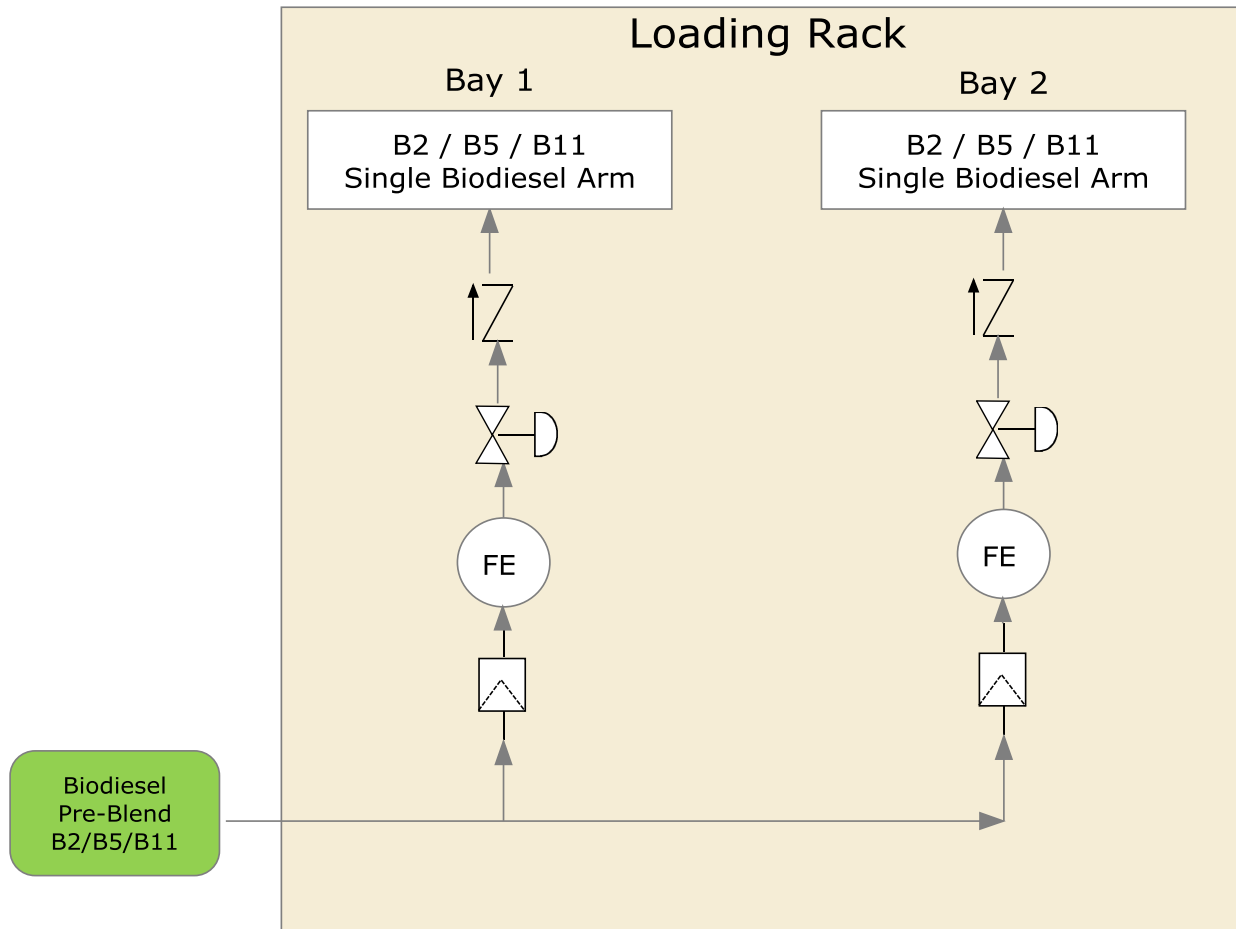 Loading Rack
Bay 1
Bay 2
B2 / B5 / B11
Single Biodiesel Arm
B2 / B5 / B11
Single Biodiesel Arm
FE
FE
Biodiesel
Pre-Blend
B2/B5/B11